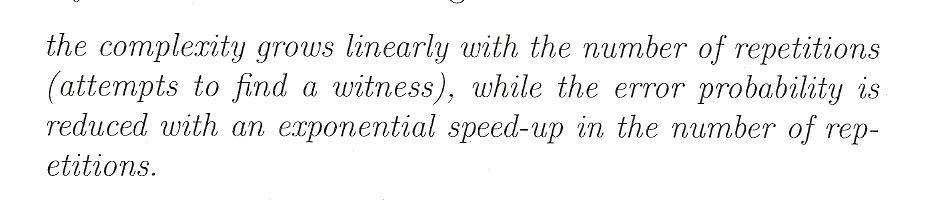 the complexity grows linearly with the number of repetitions
(attempts to find a witness), while the error probability is
reduced with an exponential speed-up in the number of rep-
etitions.